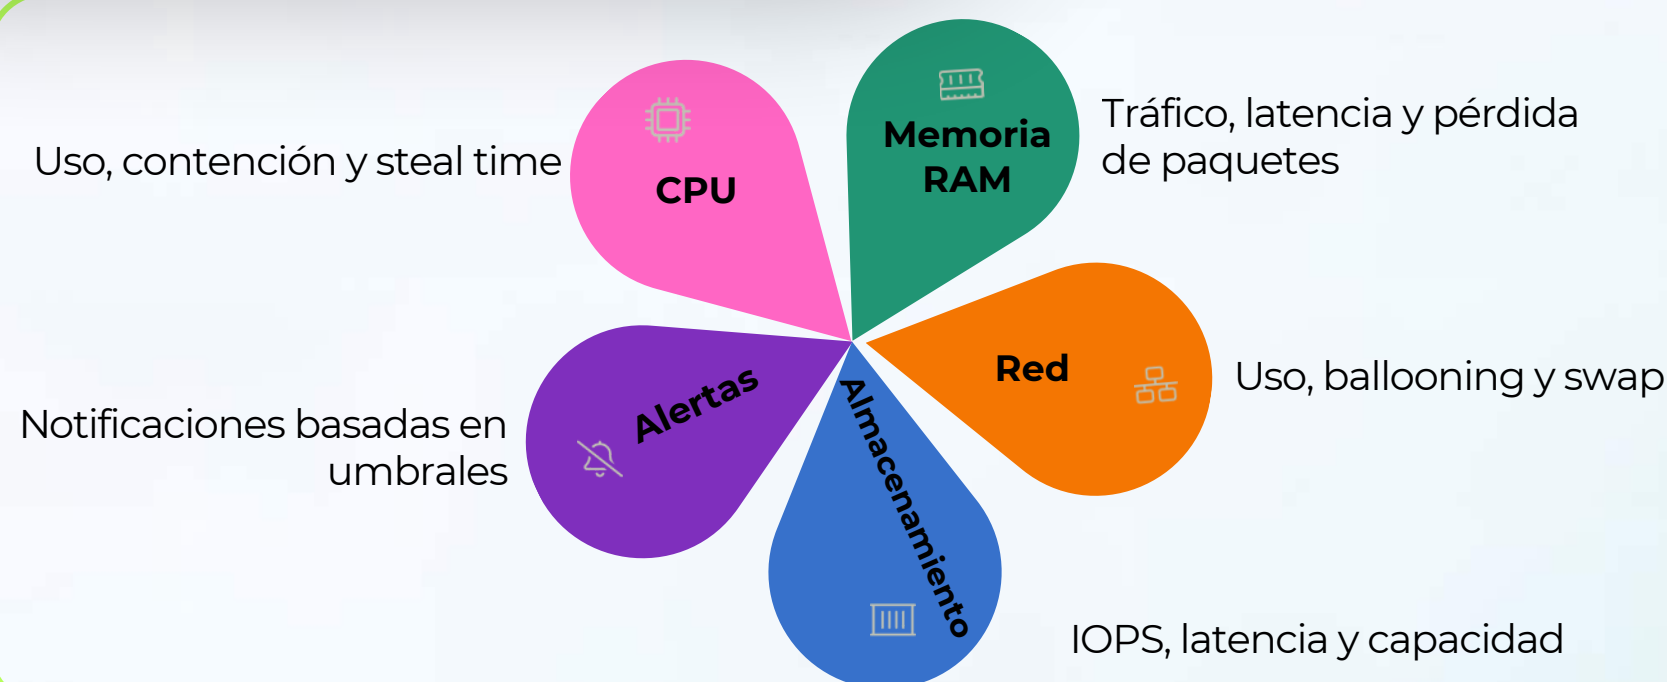 Uso, contención y steal time
CPU
Memoria
RAM
Tráfico, latencia y pérdida
de paquetes
Red
Uso, ballooning y swap
Alertas
Notificaciones basadas en
umbrales
Almacenamiento
IOPS, latencia y capacidad